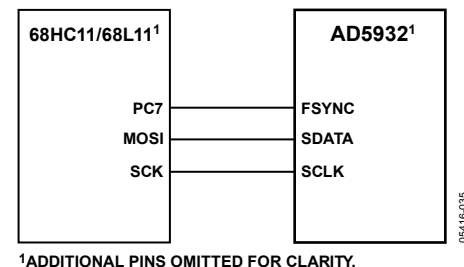 68HC11/68L11¹
AD5932¹
PC7
FSYNC
MOSI
SDATA
SCK
SCLK
05416-035
¹ADDITIONAL PINS OMITTED FOR CLARITY.